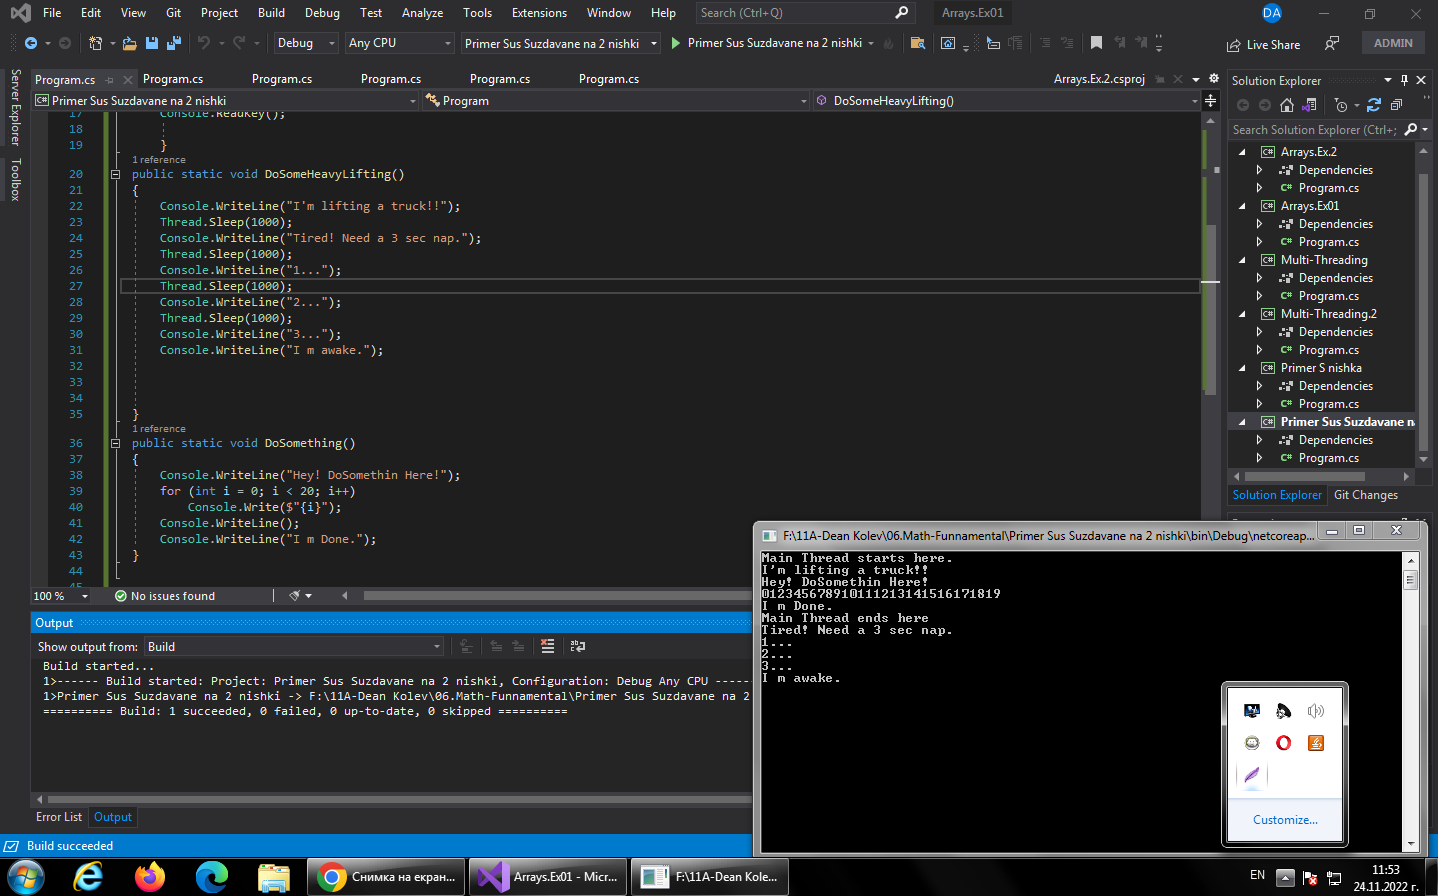 File Edit View Git Project Build Debug Test Analyze Tools Extensions Window Help Search (Ctrl+Q) Arrays.Ex01 DA
Debug Any CPU Primer Sus Suzdavane na 2 nishki Primer Sus Suzdavane na 2 nishki Live Share ADMIN
Server Explorer
Toolbox
Program.cs Program.cs Program.cs Program.cs Program.cs Program.cs Arrays.Ex.2.csproj
C# Primer Sus Suzdavane na 2 nishki Program DoSomeHeavyLifting()
17 Console.ReadKey();
18
19 }
1 reference
20 public static void DoSomeHeavyLifting()
21 {
22 Console.WriteLine("I'm lifting a truck!!");
23 Thread.Sleep(1000);
24 Console.WriteLine("Tired! Need a 3 sec nap.");
25 Thread.Sleep(1000);
26 Console.WriteLine("1...");
27 Thread.Sleep(1000);
28 Console.WriteLine("2...");
29 Thread.Sleep(1000);
30 Console.WriteLine("3...");
31 Console.WriteLine("I m awake.");
32
33
34
35 }
1 reference
36 public static void DoSomething()
37 {
38 Console.WriteLine("Hey! DoSomethin Here!");
39 for (int i = 0; i < 20; i++)
40 Console.Write($"{i}");
41 Console.WriteLine();
42 Console.WriteLine("I m Done.");
43 }
44
45
100 % No issues found
Output
Show output from: Build
Build started...
1>------ Build started: Project: Primer Sus Suzdavane na 2 nishki, Configuration: Debug Any CPU ------
1>Primer Sus Suzdavane na 2 nishki -> F:\11A-Dean Kolev\06.Math-Funnamental\Primer Sus Suzdavane na 2
========== Build: 1 succeeded, 0 failed, 0 up-to-date, 0 skipped ==========
Error List Output
Build succeeded
Solution Explorer
Search Solution Explorer (Ctrl+;
C# Arrays.Ex.2
Dependencies
C# Program.cs
C# Arrays.Ex01
Dependencies
C# Program.cs
C# Multi-Threading
Dependencies
C# Program.cs
C# Multi-Threading.2
Dependencies
C# Program.cs
C# Primer S nishka
Dependencies
C# Program.cs
C# Primer Sus Suzdavane na
Dependencies
C# Program.cs
Solution Explorer Git Changes
F:\11A-Dean Kolev\06.Math-Funnamental\Primer Sus Suzdavane na 2 nishki\bin\Debug\netcoreap...
Main Thread starts here.
I'm lifting a truck!!
Hey! DoSomethin Here!
012345678910111213141516171819
I m Done.
Main Thread ends here
Tired! Need a 3 sec nap.
1...
2...
3...
I m awake.
Customize...
Снимка на екран... Arrays.Ex01 - Micr... F:\11A-Dean Kole... EN 11:53
24.11.2022 г.